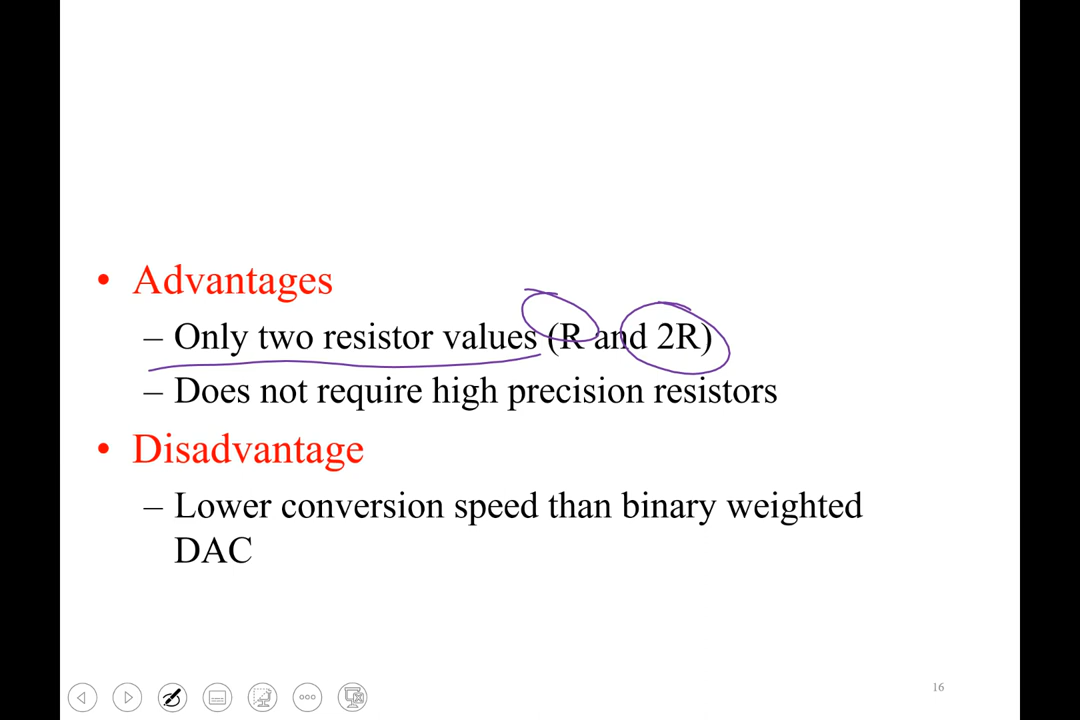 • Advantages
– Only two resistor values (R and 2R)
– Does not require high precision resistors
• Disadvantage
– Lower conversion speed than binary weighted
DAC
16